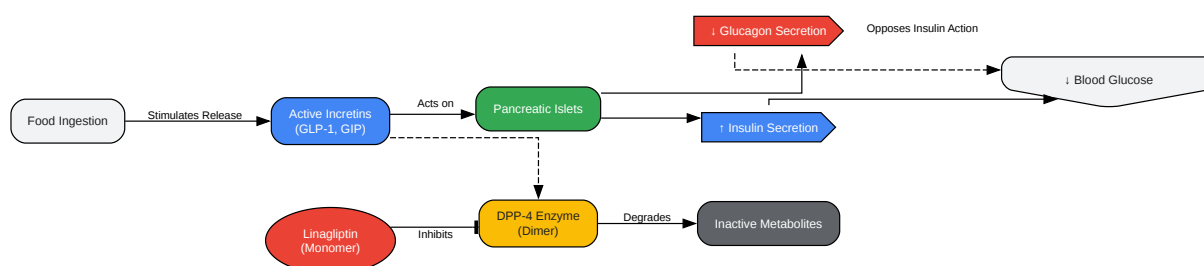 ↓ Glucagon Secretion
Opposes Insulin Action
↓ Blood Glucose
Food Ingestion
Stimulates Release
Active Incretins
(GLP-1, GIP)
Acts on
Pancreatic Islets
↑ Insulin Secretion
Linagliptin
(Monomer)
Inhibits
DPP-4 Enzyme
(Dimer)
Degrades
Inactive Metabolites